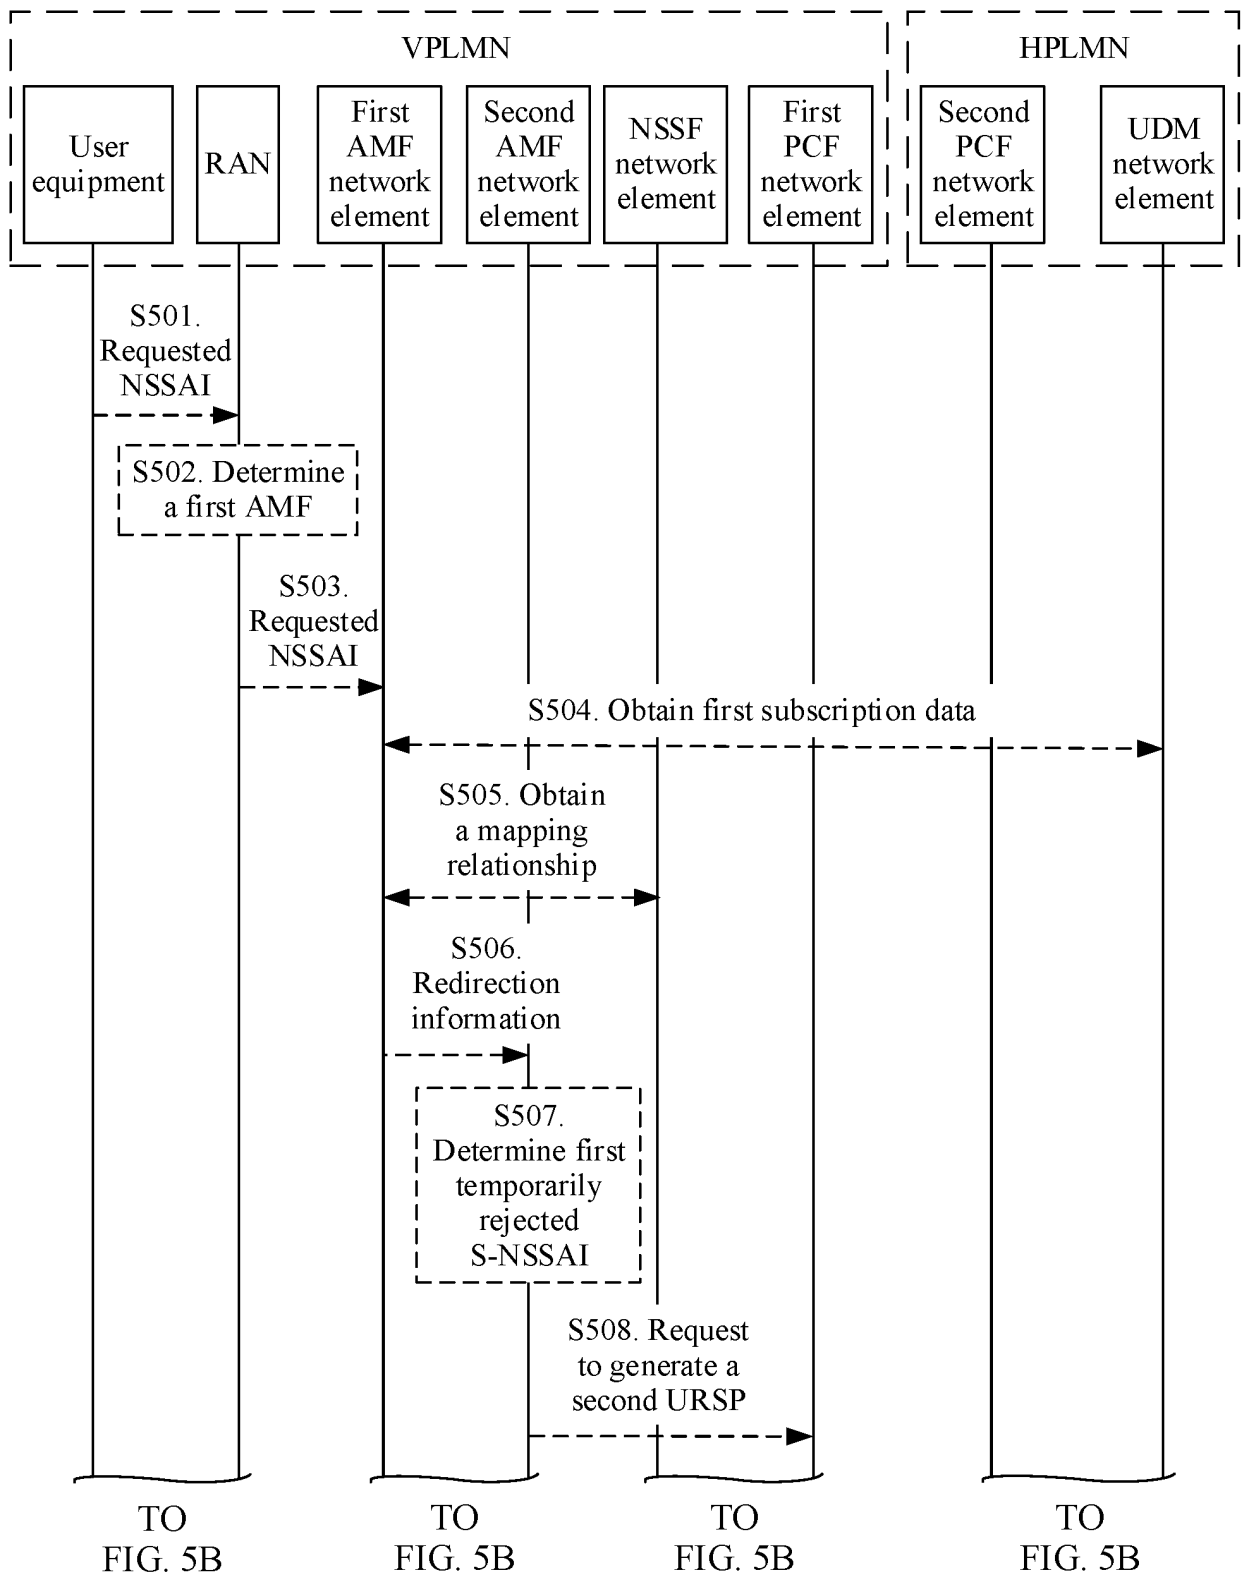 VPLMN
HPLMN
User
equipment
RAN
First
AMF
network
element
Second
AMF
network
element
NSSF
network
element
First
PCF
network
element
Second
PCF
network
element
UDM
network
element
S501.
Requested
NSSAI
S502. Determine
a first AMF
S503.
Requested
NSSAI
S504. Obtain first subscription data
S505. Obtain
a mapping
relationship
S506.
Redirection
information
S507.
Determine first
temporarily
rejected
S-NSSAI
S508. Request
to generate a
second URSP
TO
FIG. 5B
TO
FIG. 5B
TO
FIG. 5B
TO
FIG. 5B